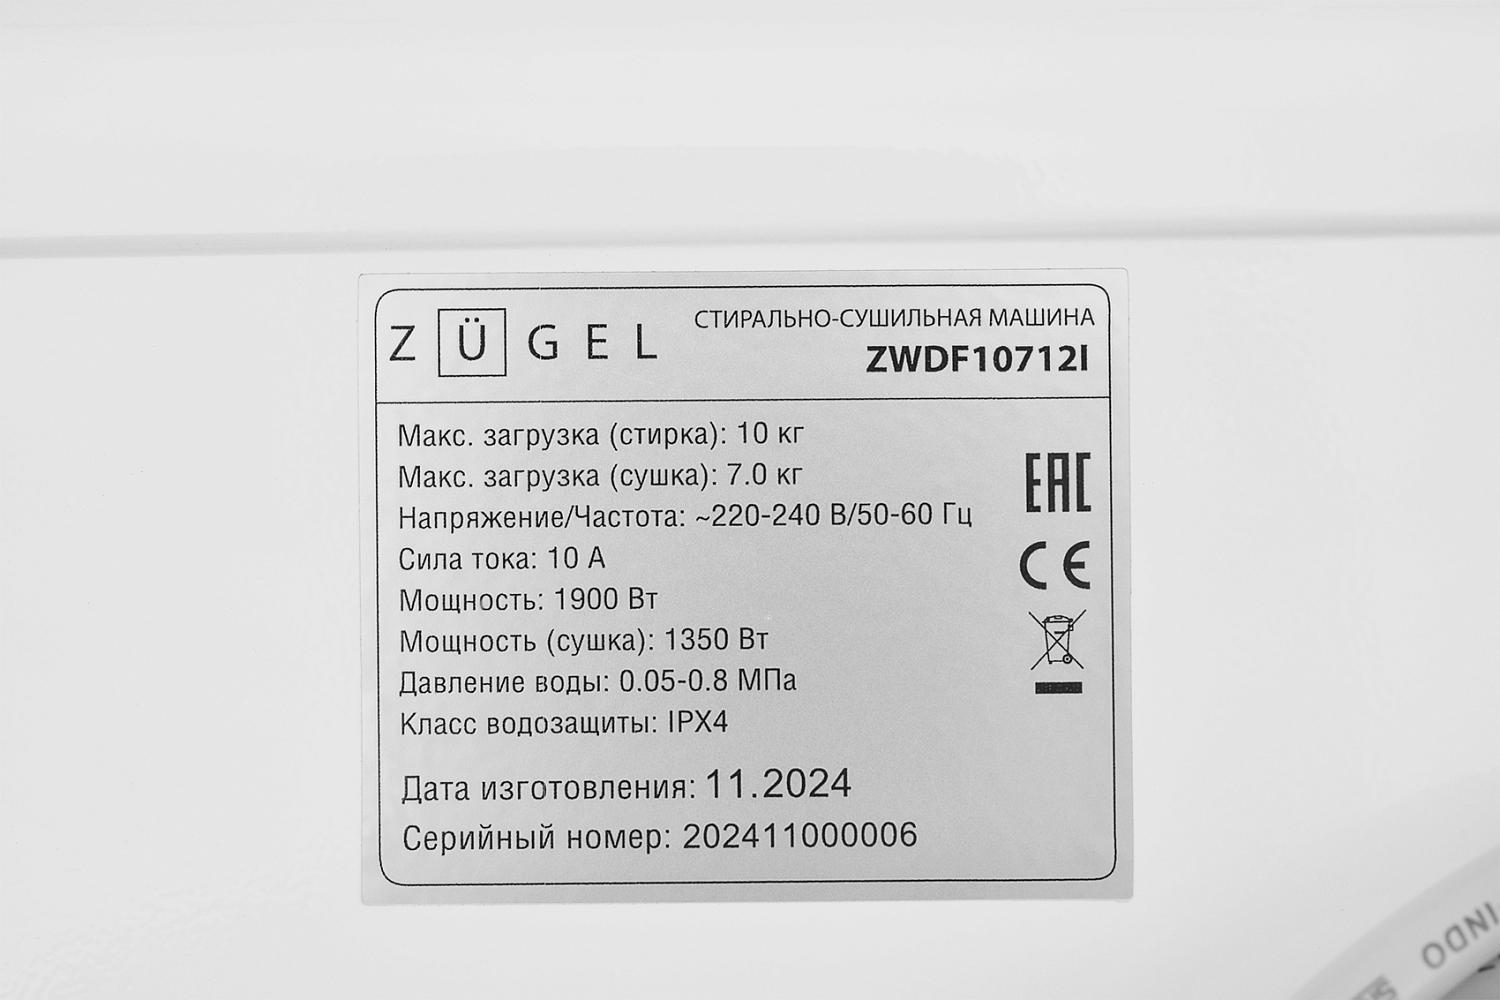 ZÜGEL
СТИРАЛЬНО-СУШИЛЬНАЯ МАШИНА
ZWDF10712I
Макс. загрузка (стирка): 10 кг
Макс. загрузка (сушка): 7.0 кг
Напряжение/Частота: ~220-240 В/50-60 Гц
Сила тока: 10 А
Мощность: 1900 Вт
Мощность (сушка): 1350 Вт
Давление воды: 0.05-0.8 МПа
Класс водозащиты: IPX4
Дата изготовления: 11.2024
Серийный номер: 202411000006
EAC
CE